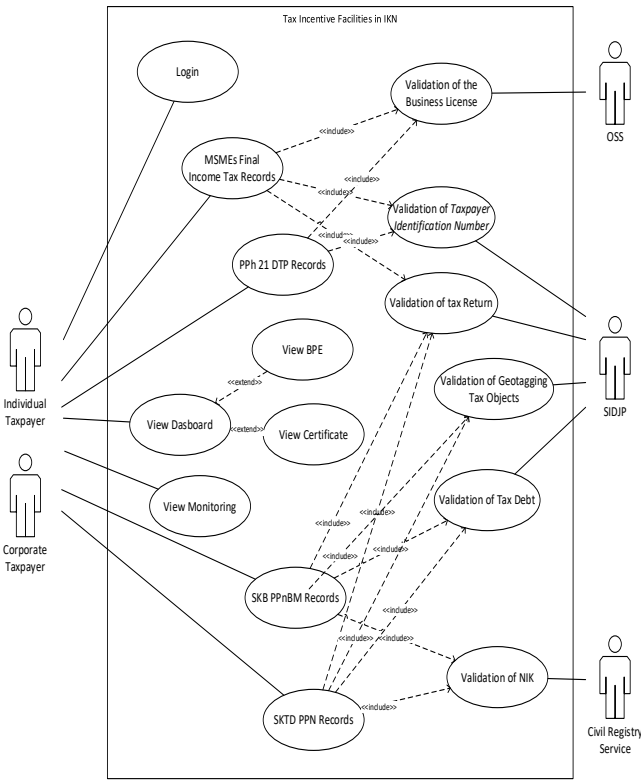 Tax Incentive Facilities in IKN
Login
Validation of the
Business License
OSS
<<include>>
MSMEs Final
Income Tax Records
<<include>>
<<include>>
Validation of Taxpayer
Identification Number
<<include>>
<<include>>
PPh 21 DTP Records
Validation of tax Return
View BPE
Individual
Taxpayer
<<extend>>
Validation of Geotagging
Tax Objects
SIDJP
View Dasboard
<<extend>>
View Certificate
View Monitoring
Validation of Tax Debt
Corporate
Taxpayer
<<include>>
<<include>>
<<include>>
<<include>>
SKB PPnBM Records
<<include>>
<<include>>
<<include>>
Validation of NIK
<<include>>
SKTD PPN Records
Civil Registry
Service